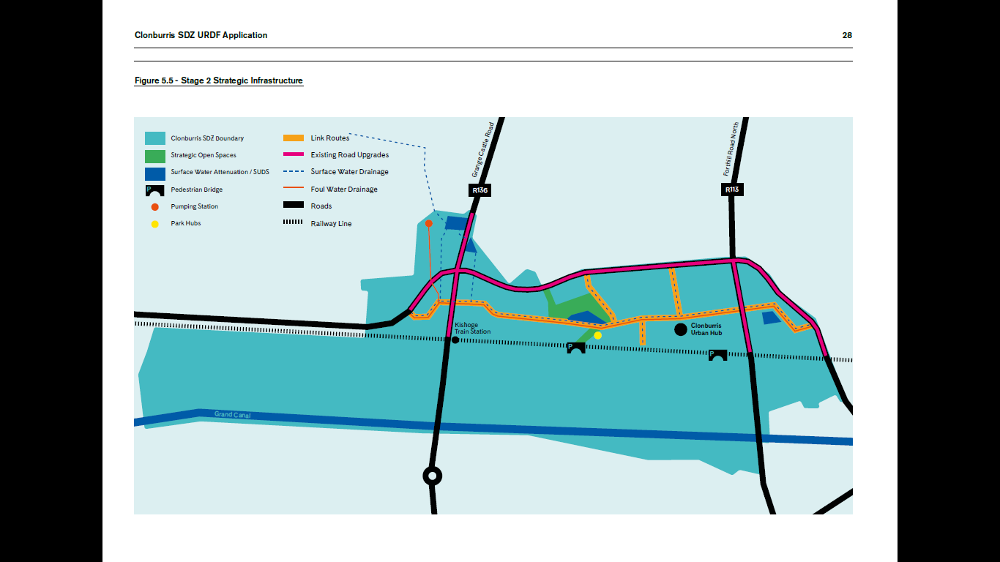 Clonburris SDZ URDF Application
28
Figure 5.5 - Stage 2 Strategic Infrastructure
Clonburris SDZ Boundary
Strategic Open Spaces
Surface Water Attenuation / SUDS
P
Pedestrian Bridge
Pumping Station
Park Hubs
Link Routes
Existing Road Upgrades
Surface Water Drainage
Foul Water Drainage
Roads
Railway Line
Grange Castle Road
R136
Forthill Road North
R113
Kishoge
Train Station
Clonburris
Urban Hub
P
P
Grand Canal